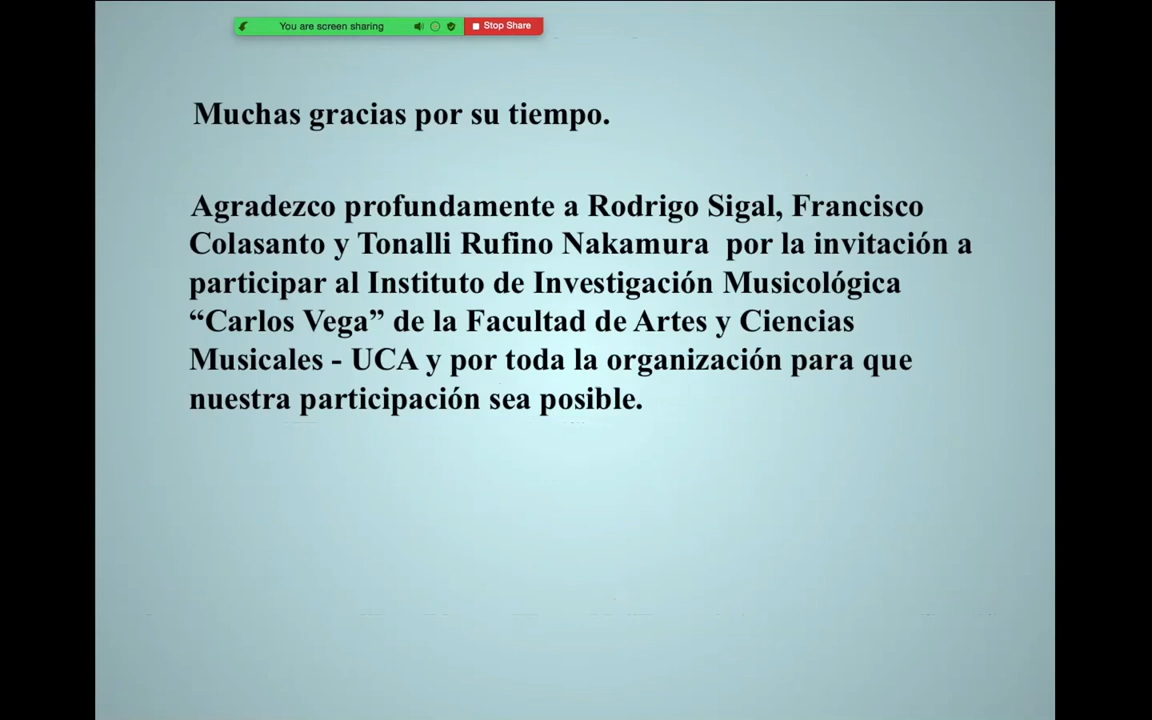 You are screen sharing
Stop Share
Muchas gracias por su tiempo.
Agradezco profundamente a Rodrigo Sigal, Francisco
Colasanto y Tonalli Rufino Nakamura por la invitación a
participar al Instituto de Investigación Musicológica
“Carlos Vega” de la Facultad de Artes y Ciencias
Musicales - UCA y por toda la organización para que
nuestra participación sea posible.